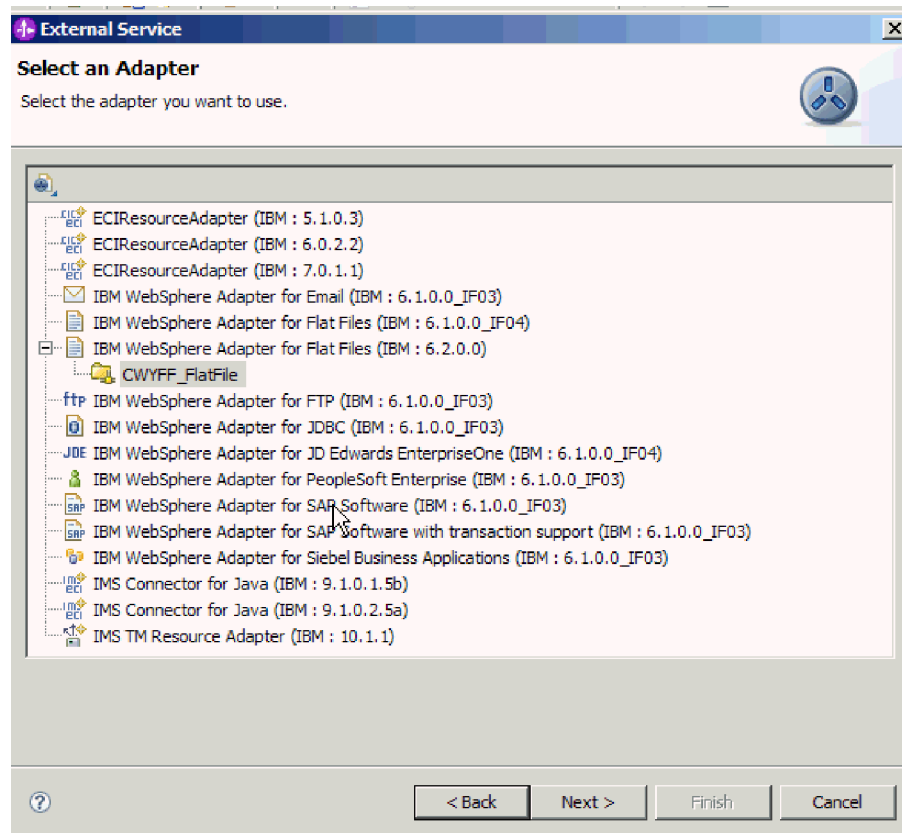 External Service
Select an Adapter
Select the adapter you want to use.
ECIResourceAdapter (IBM : 5.1.0.3)
ECIResourceAdapter (IBM : 6.0.2.2)
ECIResourceAdapter (IBM : 7.0.1.1)
IBM WebSphere Adapter for Email (IBM : 6.1.0.0_IF03)
IBM WebSphere Adapter for Flat Files (IBM : 6.1.0.0_IF04)
IBM WebSphere Adapter for Flat Files (IBM : 6.2.0.0)
CWYFF_FlatFile
ftp IBM WebSphere Adapter for FTP (IBM : 6.1.0.0_IF03)
IBM WebSphere Adapter for JDBC (IBM : 6.1.0.0_IF03)
JDE IBM WebSphere Adapter for JD Edwards EnterpriseOne (IBM : 6.1.0.0_IF04)
IBM WebSphere Adapter for PeopleSoft Enterprise (IBM : 6.1.0.0_IF03)
SAP IBM WebSphere Adapter for SAP Software (IBM : 6.1.0.0_IF03)
SAP IBM WebSphere Adapter for SAP Software with transaction support (IBM : 6.1.0.0_IF03)
IBM WebSphere Adapter for Siebel Business Applications (IBM : 6.1.0.0_IF03)
IMS Connector for Java (IBM : 9.1.0.1.5b)
IMS Connector for Java (IBM : 9.1.0.2.5a)
IMS TM Resource Adapter (IBM : 10.1.1)
? < Back Next > Finish Cancel